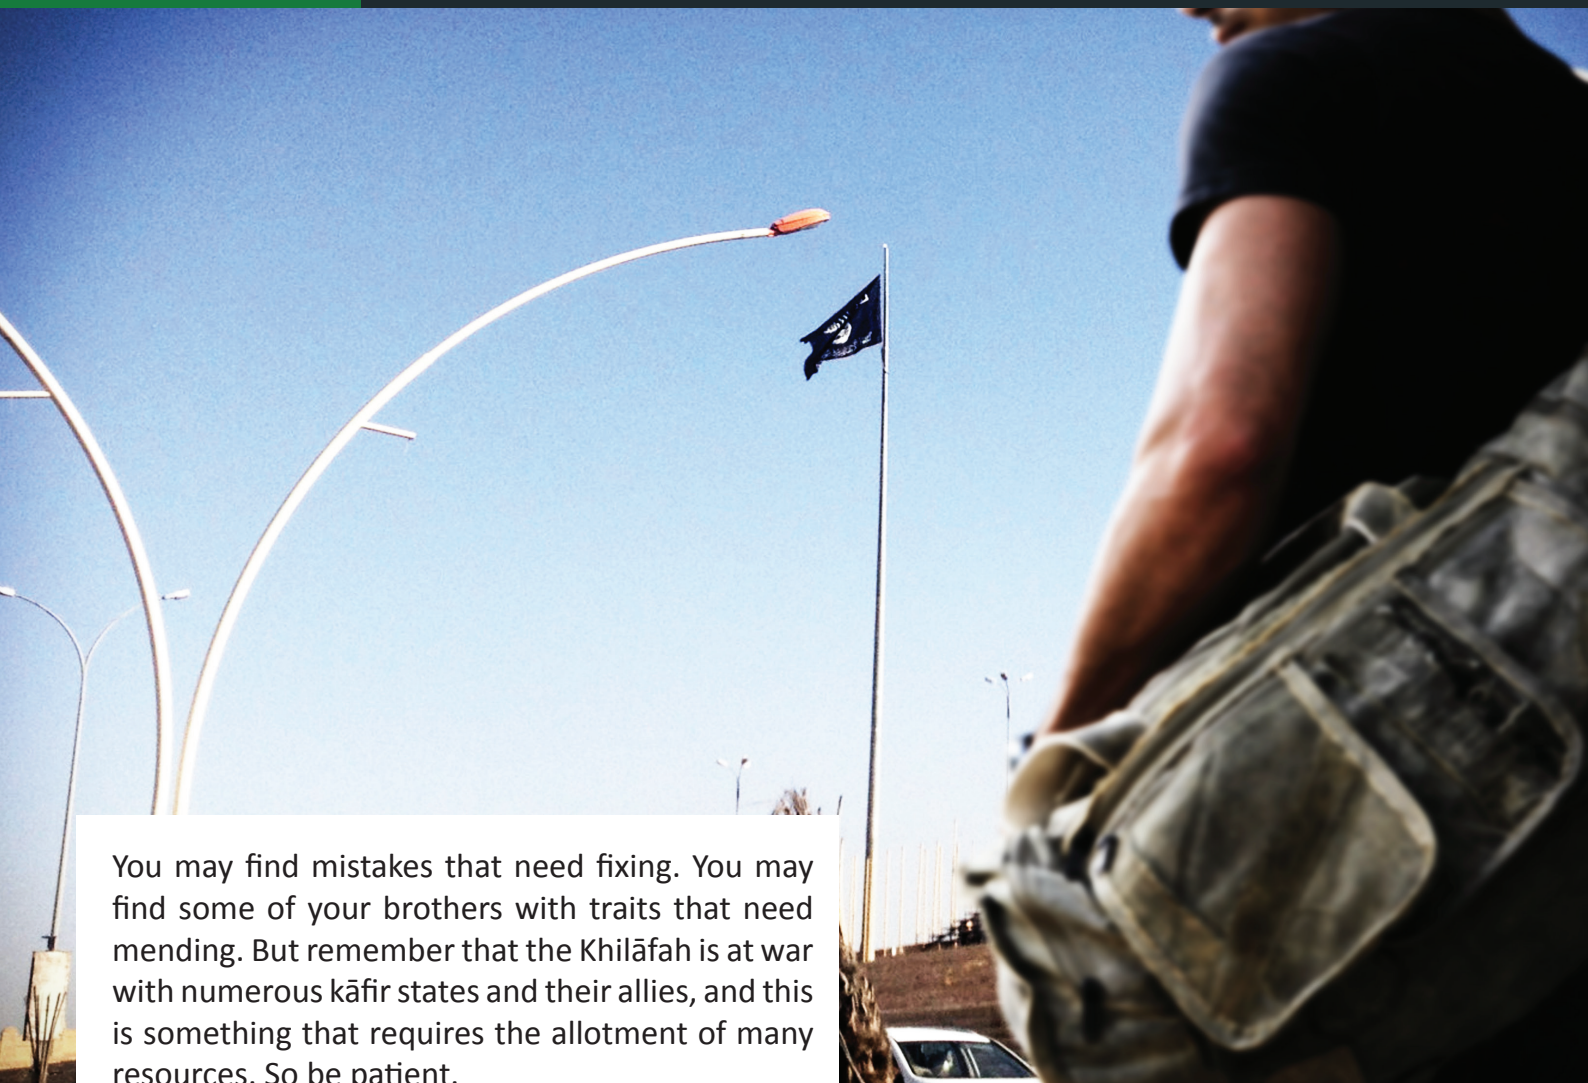 You may find mistakes that need fixing. You may
find some of your brothers with traits that need
mending. But remember that the Khilāfah is at war
with numerous kāfir states and their allies, and this
is something that requires the allotment of many
resources. So be patient.